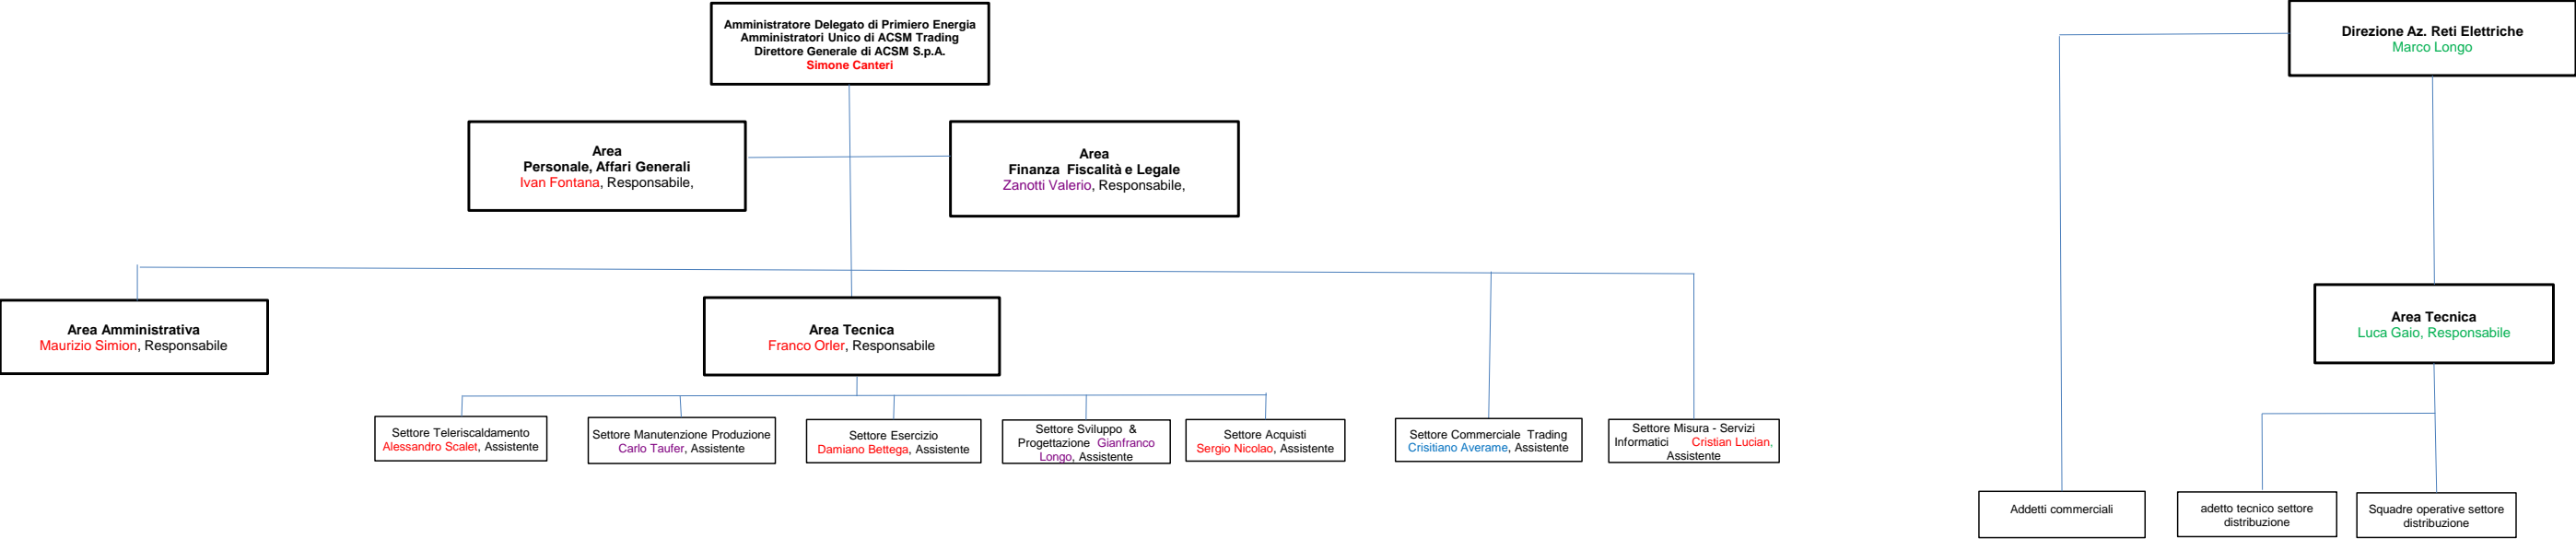 Amministratore Delegato di Primiero Energia
Amministratori Unico di ACSM Trading
Direttore Generale di ACSM S.p.A.
Simone Canteri
Direzione Az. Reti Elettriche
Marco Longo
Area
Personale, Affari Generali
Ivan Fontana, Responsabile,
Area
Finanza Fiscalità e Legale
Zanotti Valerio, Responsabile,
Area Amministrativa
Maurizio Simion, Responsabile
Area Tecnica
Franco Orler, Responsabile
Area Tecnica
Luca Gaio, Responsabile
Settore Teleriscaldamento
Alessandro Scalet, Assistente
Settore Manutenzione Produzione
Carlo Taufer, Assistente
Settore Esercizio
Damiano Bettega, Assistente
Settore Sviluppo &
Progettazione Gianfranco
Longo, Assistente
Settore Acquisti
Sergio Nicolao, Assistente
Settore Commerciale Trading
Crisitiano Averame, Assistente
Settore Misura - Servizi
Informatici Cristian Lucian,
Assistente
Addetti commerciali
adetto tecnico settore
distribuzione
Squadre operative settore
distribuzione